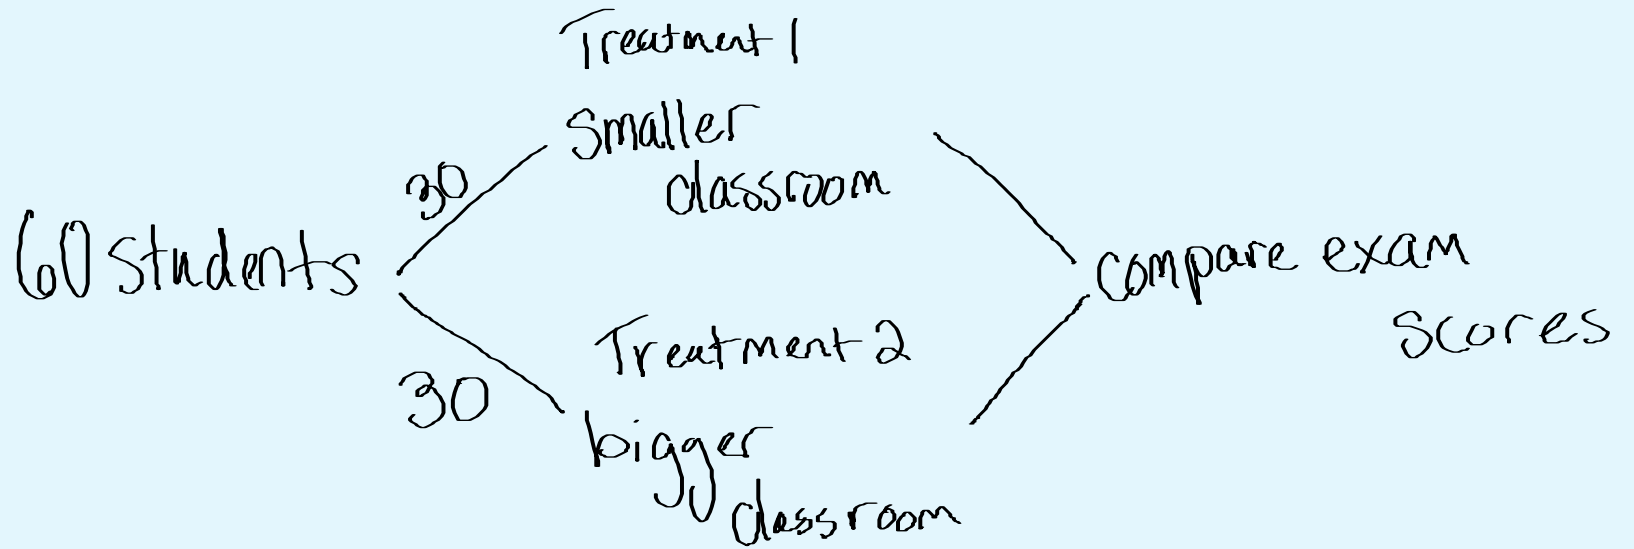 Treatment 1
smaller
classroom
30
60 students
compare exam
scores
30
Treatment 2
bigger
classroom